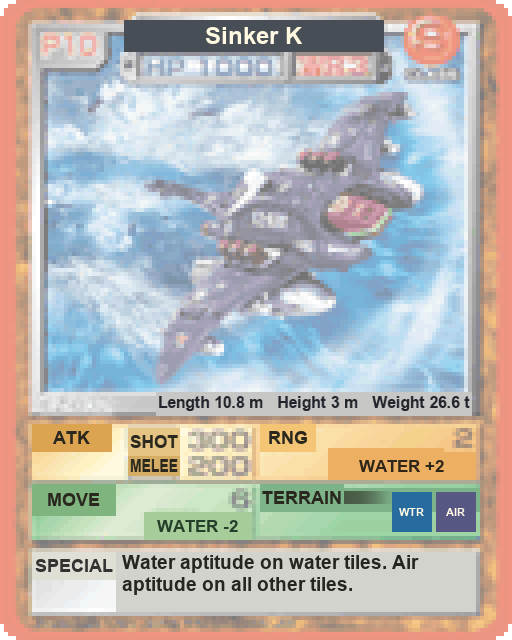 Sinker K
P10
S
HP 1000
Length 10.8 m Height 3 m Weight 26.6 t
ATK
SHOT 300
MELEE 200
RNG 2
WATER +2
MOVE 6
WATER -2
TERRAIN
WTR AIR
SPECIAL
Water aptitude on water tiles. Air
aptitude on all other tiles.